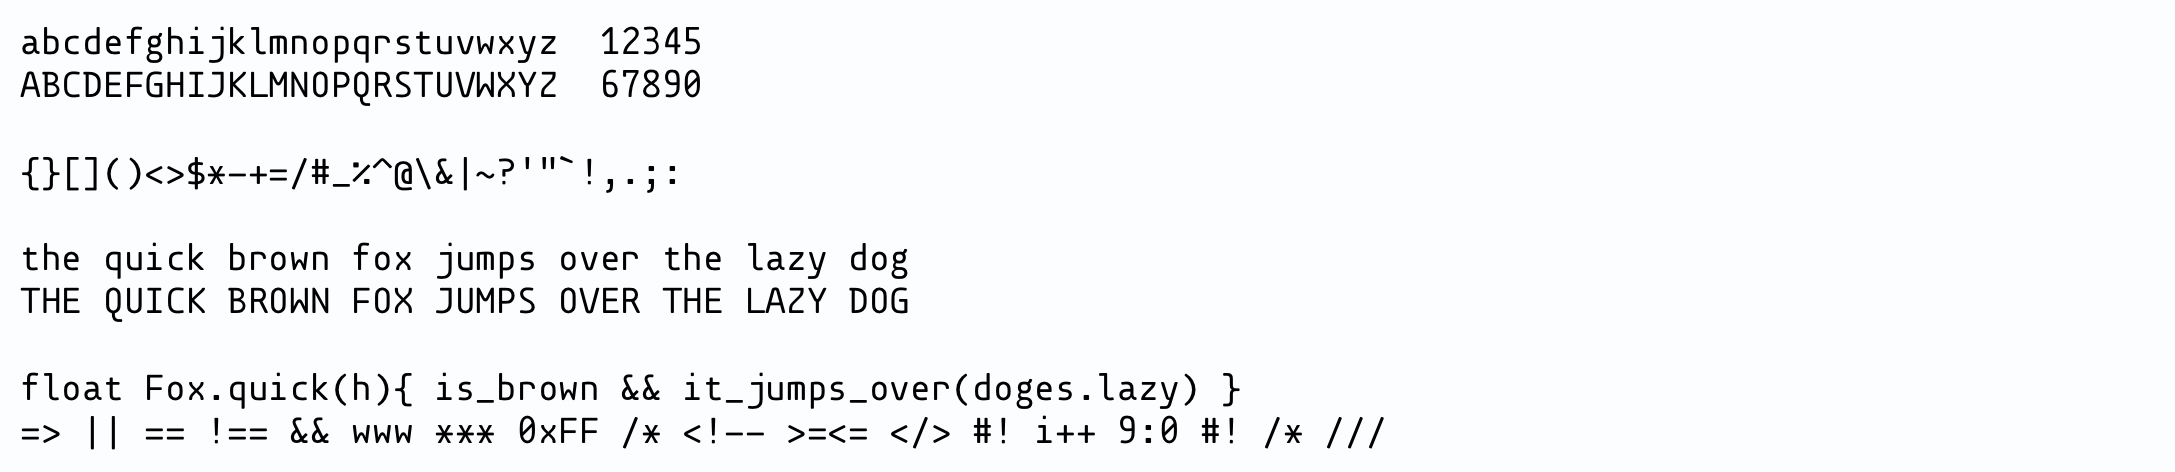 abcdefghijklmnopqrstuvwxyz  12345
ABCDEFGHIJKLMNOPQRSTUVWXYZ  67890
{}[]()<>$*-+=/#_%^@\&|~?'"`!,.;:
the quick brown fox jumps over the lazy dog
THE QUICK BROWN FOX JUMPS OVER THE LAZY DOG
float Fox.quick(h){ is_brown && it_jumps_over(doges.lazy) }
=> || == !== && www *** 0xFF /* <!-- >=<= </> #! i++ 9:0 #! /* ///